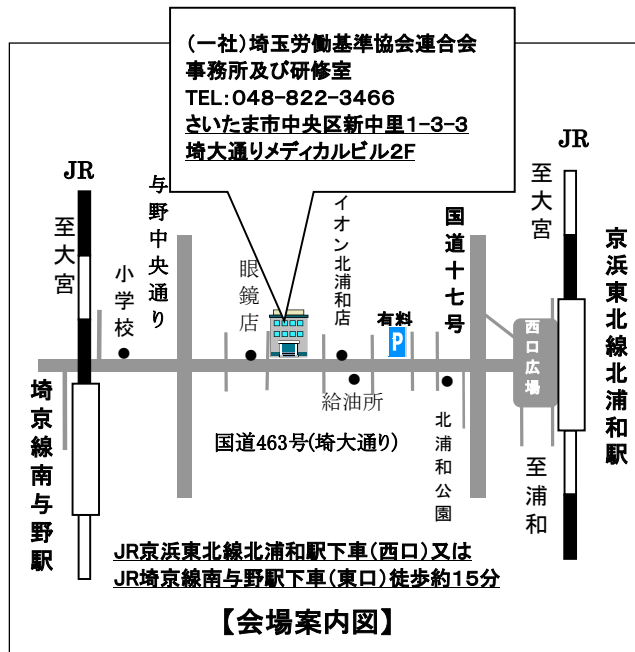 (一社)埼玉労働基準協会連合会
事務所及び研修室
TEL:048-822-3466
さいたま市中央区新中里1-3-3
埼大通りメディカルビル2F
JR
至大宮
小学校
与野中央通り
眼鏡店
イオン北浦和店
有料
P
国道十七号
JR
至大宮
京浜東北線北浦和駅
西口広場
埼京線南与野駅
給油所
国道463号(埼大通り)
北浦和公園
至浦和
JR京浜東北線北浦和駅下車(西口)又は
JR埼京線南与野駅下車(東口)徒歩約15分
【会場案内図】